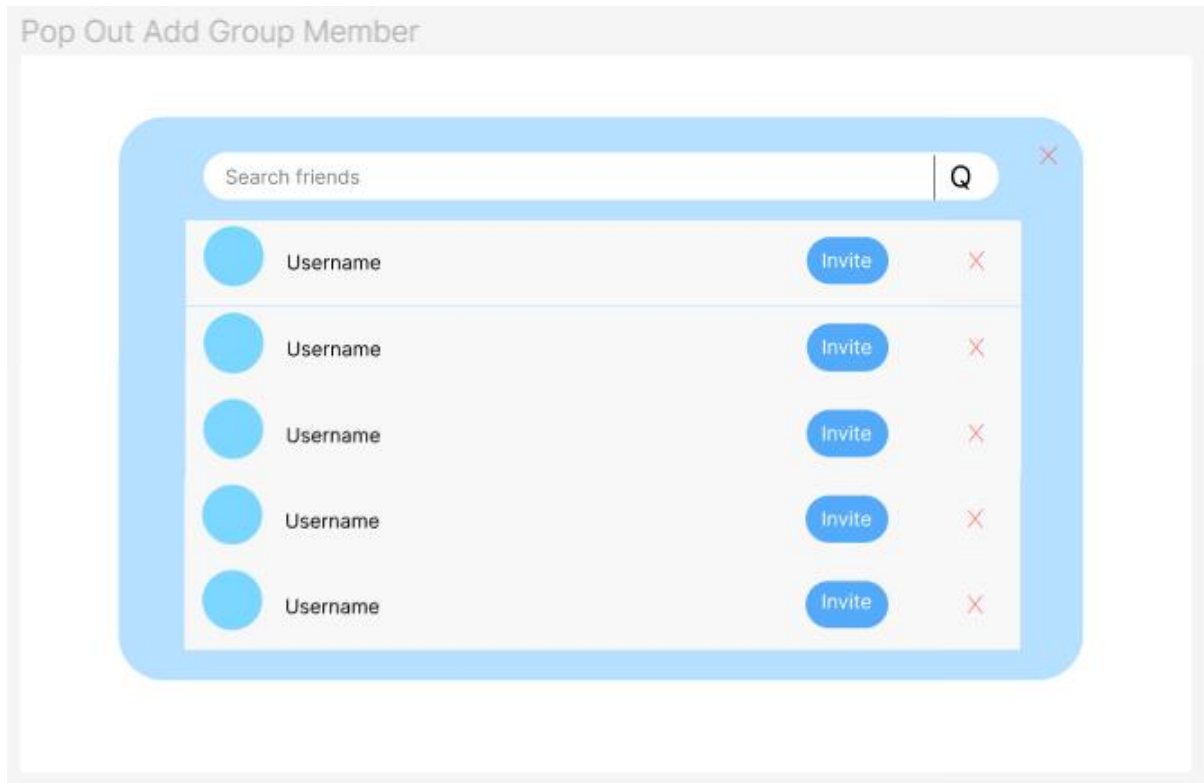 Pop Out Add Group Member
X
Search friends Q
Username Invite X
Username Invite X
Username Invite X
Username Invite X
Username Invite X